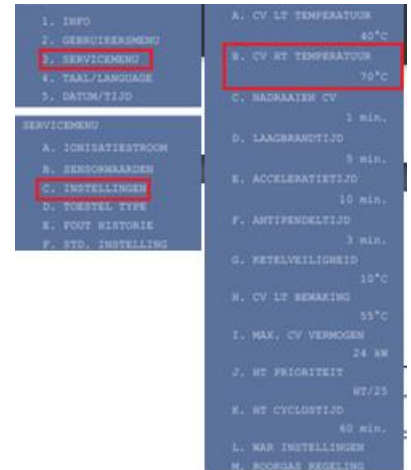 1. INFO
2. GEBRUIKERSMENU
3. SERVICEMENU
4. TAAL/LANGUAGE
5. DATUM/TIJD
SERVICEMENU
A. IONISATIESTROOM
B. SENSORWAARDEN
C. INSTELLINGEN
D. TOESTEL TYPE
E. FOUT HISTORIE
F. STD. INSTELLING
A. CV LT TEMPERATUUR
40°C
B. CV HT TEMPERATUUR
70°C
C. NADRAAIEN CV
1 min.
D. LAAGBRANDTIJD
5 min.
E. ACCELERATIETIJD
10 min.
F. ANTIPENDELTIJD
3 min.
G. KETELVEILIGHEID
10°C
H. CV LT BEWAKING
55°C
I. MAX. CV VERMOGEN
24 kW
J. HT PRIORITEIT
HT/25
K. HT CYCLUSTIJD
60 min.
L. WAR INSTELLINGEN
M. ROOKGAS REGELING